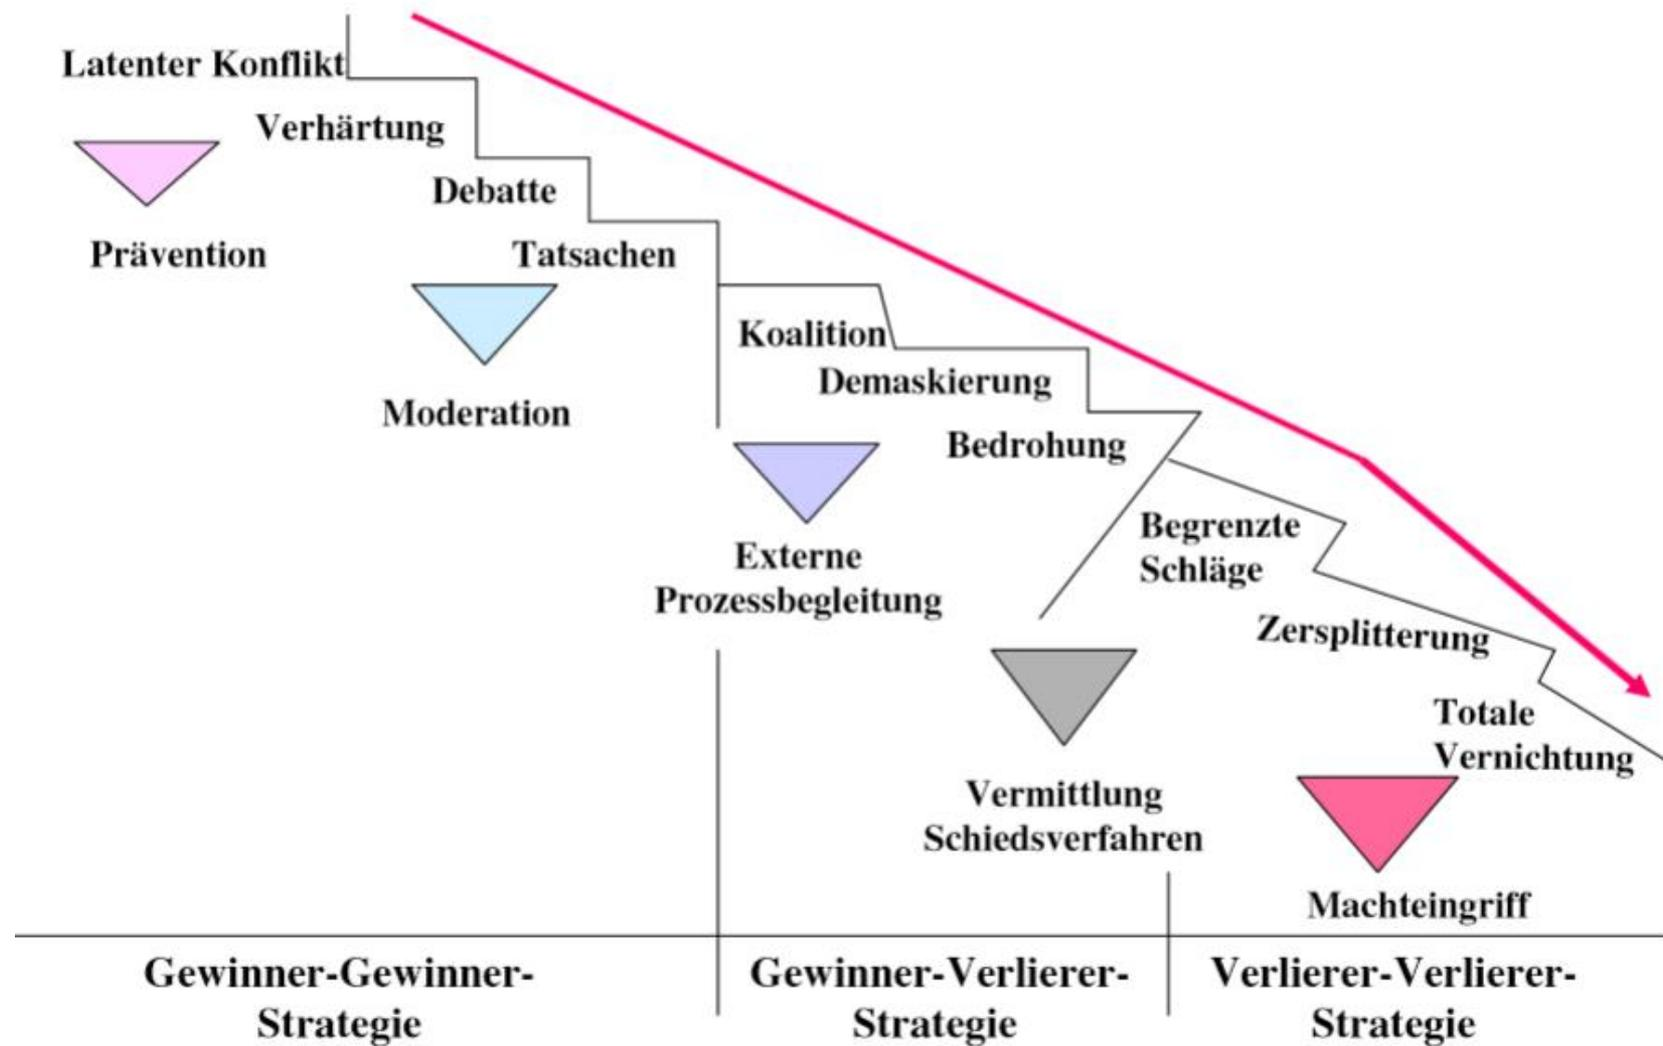 Latenter Konflikt
Verhärtung
Prävention
Debatte
Tatsachen
Moderation
Koalition
Demaskierung
Bedrohung
Externe
Prozessbegleitung
Begrenzte
Schläge
Zersplitterung
Totale
Vernichtung
Vermittlung
Schiedsverfahren
Machteingriff
Gewinner-Gewinner-
Strategie
Gewinner-Verlierer-
Strategie
Verlierer-Verlierer-
Strategie